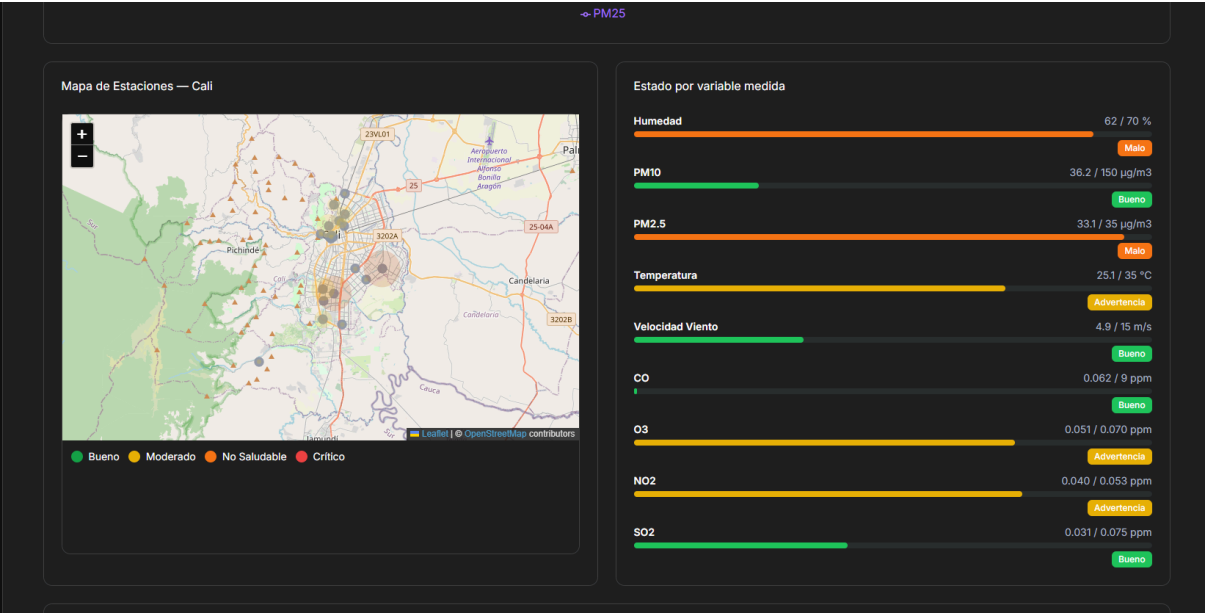 PM25
Mapa de Estaciones — Cali
Estado por variable medida
+
−
23VL01
Aeropuerto
Internacional
Alfonso
Bonilla
Aragón
Pal
25
25-04A
3202A
Sur
Pichindé
Cali
Candelaria
Candelaria
3202B
Cauca
Sur
Jamundí
Leaflet | © OpenStreetMap contributors
Bueno Moderado No Saludable Crítico
Humedad 62 / 70 %
Malo
PM10 36.2 / 150 µg/m3
Bueno
PM2.5 33.1 / 35 µg/m3
Malo
Temperatura 25.1 / 35 °C
Advertencia
Velocidad Viento 4.9 / 15 m/s
Bueno
CO 0.062 / 9 ppm
Bueno
O3 0.051 / 0.070 ppm
Advertencia
NO2 0.040 / 0.053 ppm
Advertencia
SO2 0.031 / 0.075 ppm
Bueno